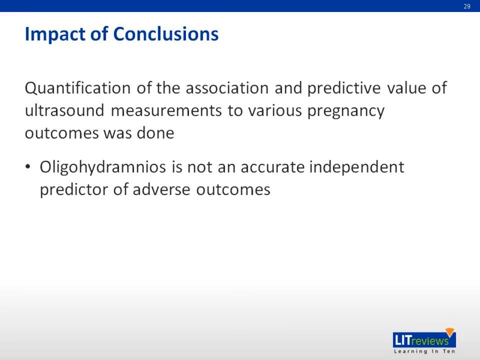 29
Impact of Conclusions
Quantification of the association and predictive value of
ultrasound measurements to various pregnancy
outcomes was done
• Oligohydramnios is not an accurate independent
predictor of adverse outcomes
LITreviews
Learning In Ten